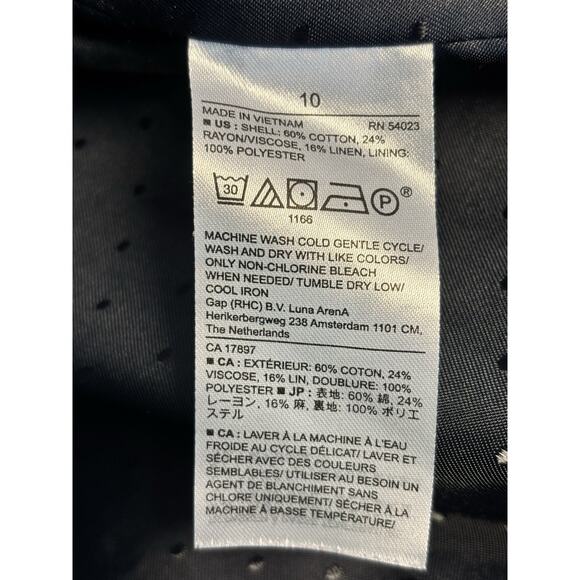 10
MADE IN VIETNAM RN 54023
■ US : SHELL: 60% COTTON, 24%
RAYON/VISCOSE, 16% LINEN, LINING:
100% POLYESTER
30 P ®
1166
MACHINE WASH COLD GENTLE CYCLE/
WASH AND DRY WITH LIKE COLORS/
ONLY NON-CHLORINE BLEACH
WHEN NEEDED/ TUMBLE DRY LOW/
COOL IRON
Gap (RHC) B.V. Luna ArenA
Herikerbergweg 238 Amsterdam 1101 CM,
The Netherlands
CA 17897
■ CA : EXTÉRIEUR: 60% COTON, 24%
VISCOSE, 16% LIN, DOUBLURE: 100%
POLYESTER ■ JP : 表地: 60% 綿, 24%
レーヨン, 16% 麻, 裏地: 100% ポリエ
ステル
■ CA : LAVER À LA MACHINE À L'EAU
FROIDE AU CYCLE DÉLICAT/ LAVER ET
SÉCHER AVEC DES COULEURS
SEMBLABLES/ UTILISER AU BESOIN UN
AGENT DE BLANCHIMENT SANS
CHLORE UNIQUEMENT/ SÉCHER À LA
MACHINE À BASSE TEMPÉRATURE/